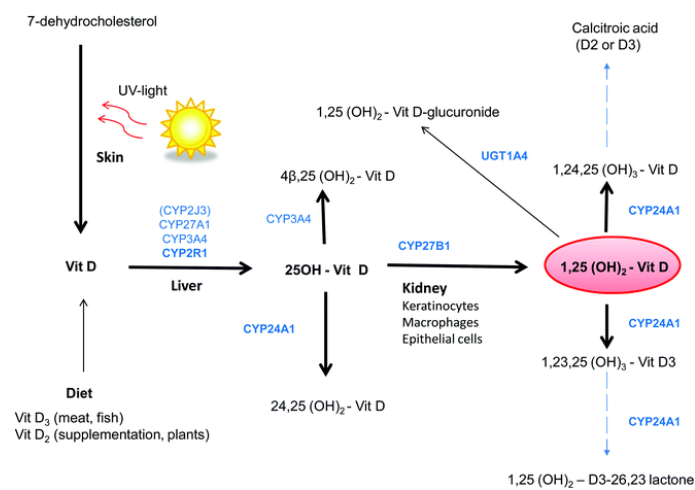 7-dehydrocholesterol
UV-light
Skin
Calcitroic acid
(D2 or D3)
1,25 (OH)₂ - Vit D-glucuronide
UGT1A4
4β,25 (OH)₂ - Vit D
1,24,25 (OH)₃ - Vit D
(CYP2J3)
CYP27A1
CYP3A4
CYP2R1
CYP3A4
CYP24A1
Vit D
Liver
25OH - Vit D
CYP27B1
Kidney
Keratinocytes
Macrophages
Epithelial cells
1,25 (OH)₂ - Vit D
CYP24A1
CYP24A1
1,23,25 (OH)₃ - Vit D3
Diet
Vit D₃ (meat, fish)
Vit D₂ (supplementation, plants)
24,25 (OH)₂ - Vit D
CYP24A1
1,25 (OH)₂ – D3-26,23 lactone